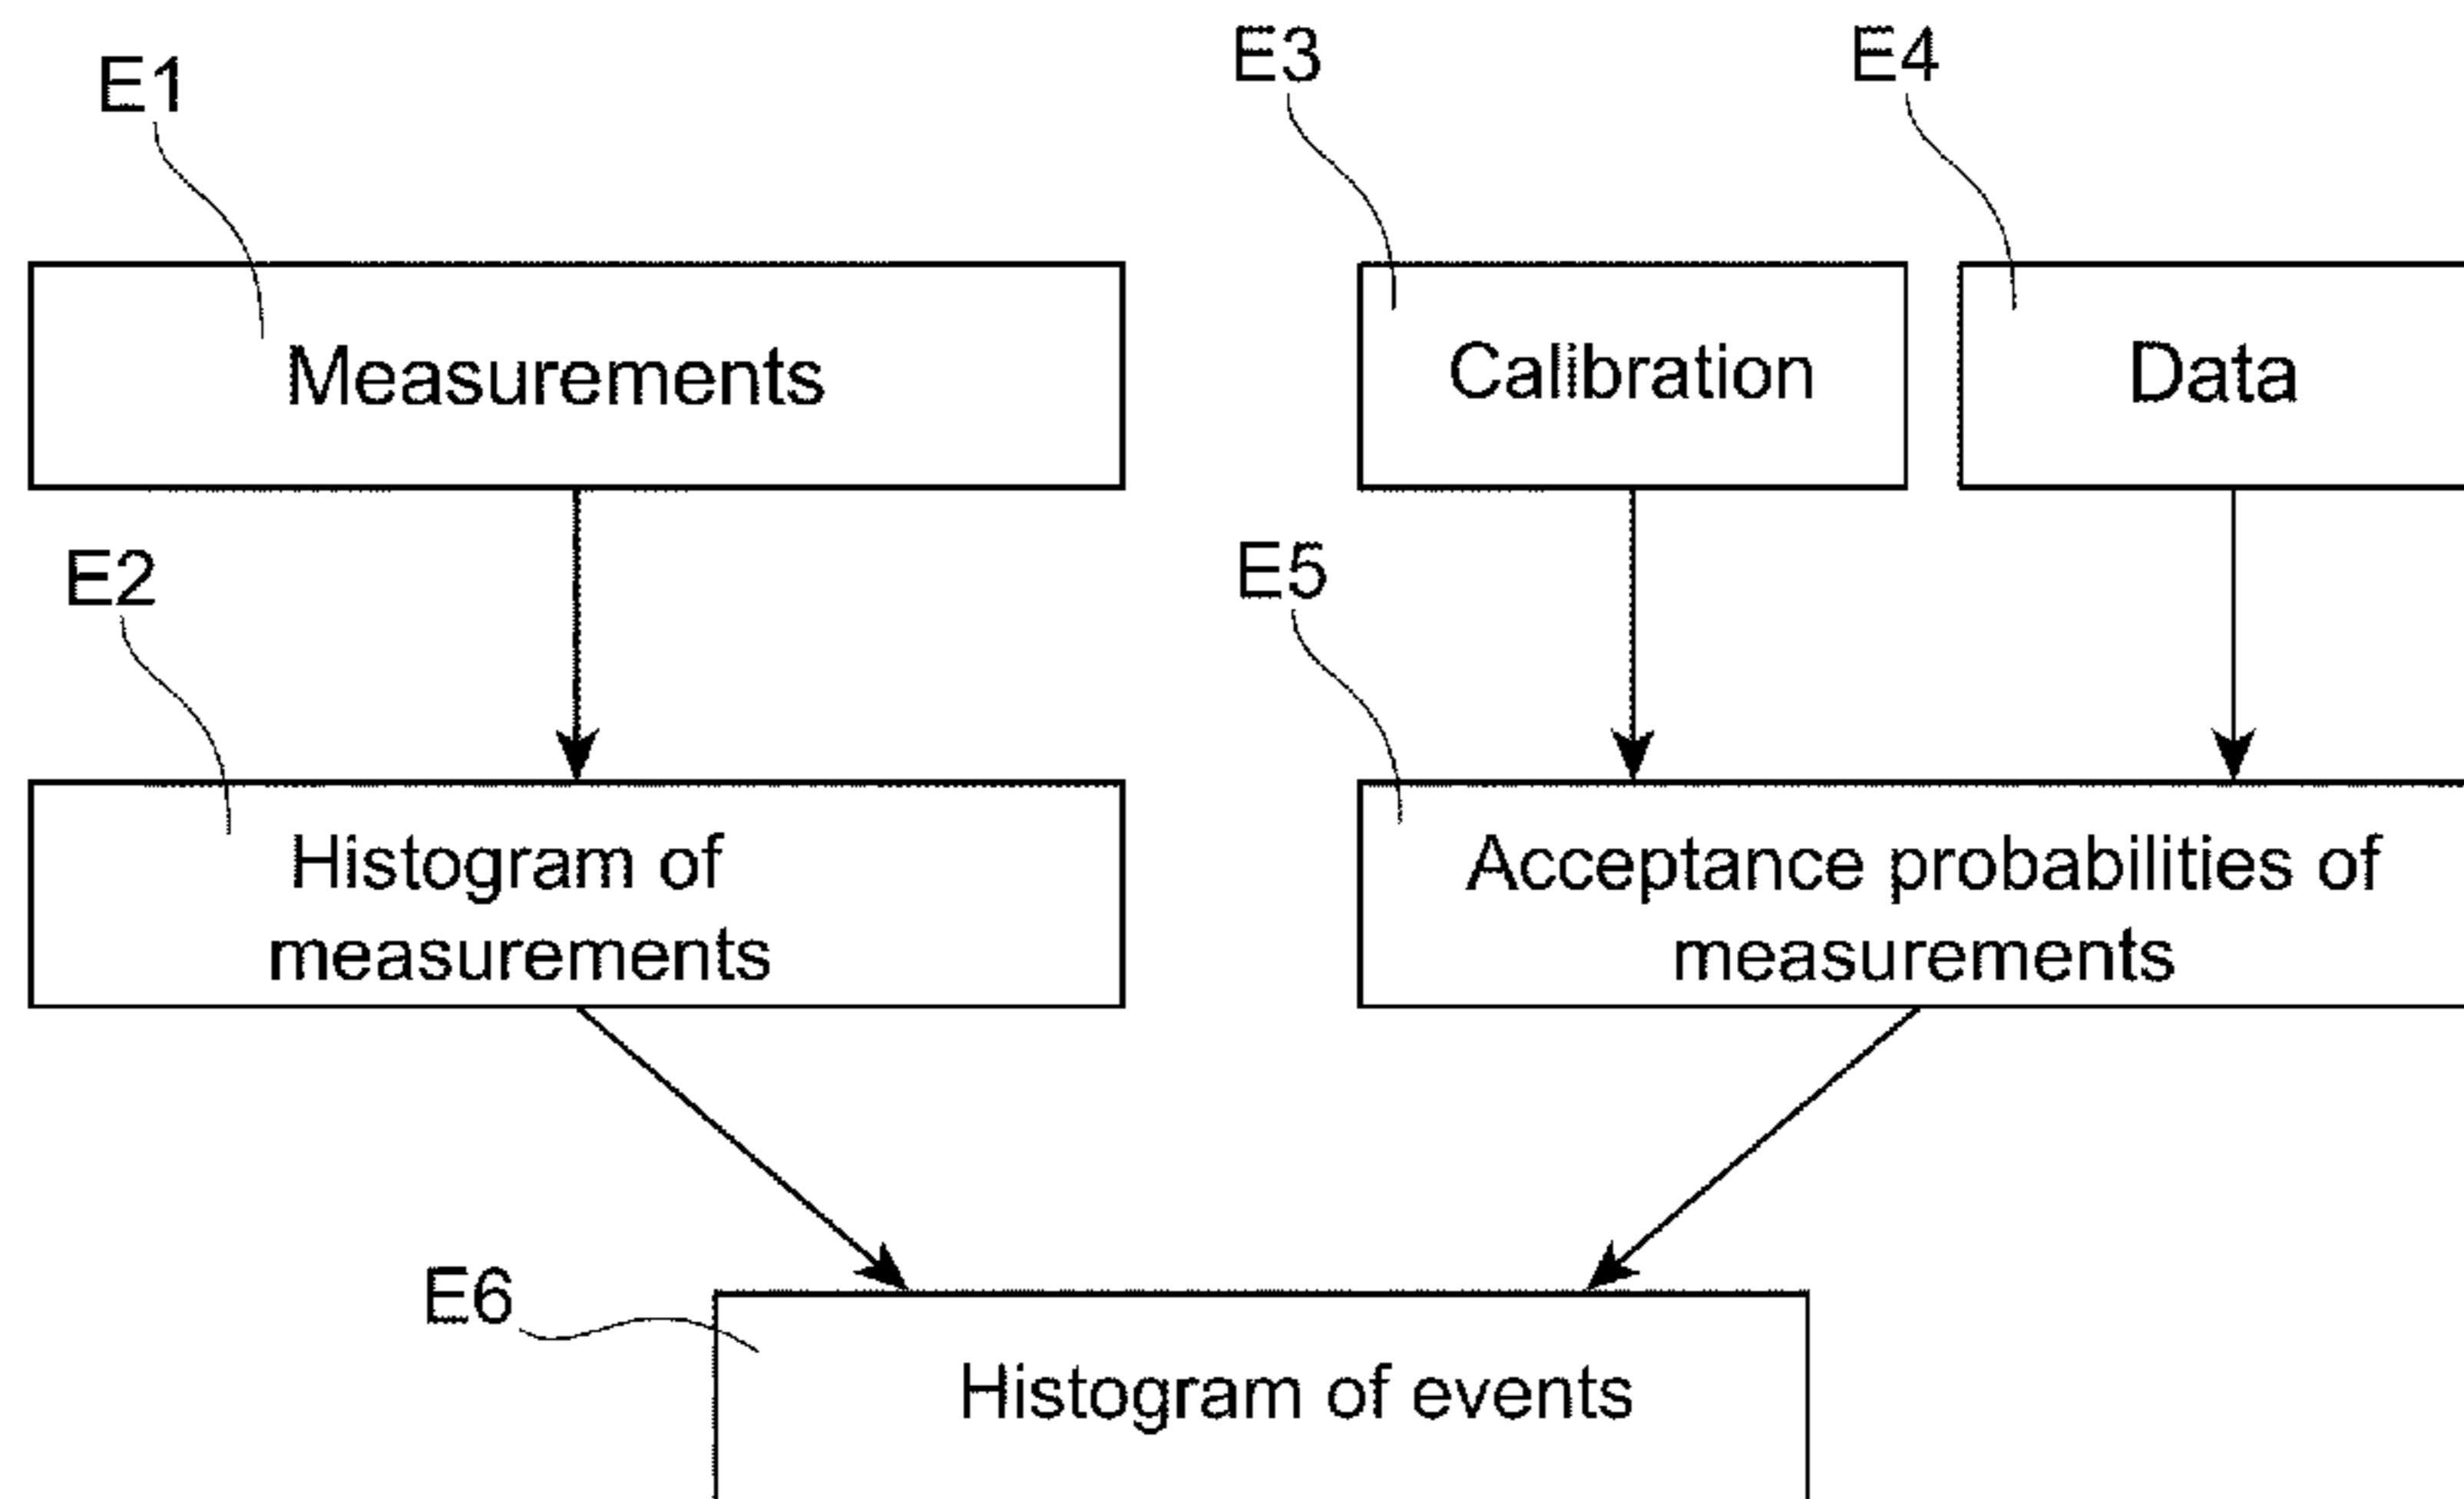 E1
E3
E4
Measurements
Calibration
Data
E2
E5
Histogram of
measurements
Acceptance probabilities of
measurements
E6
Histogram of events